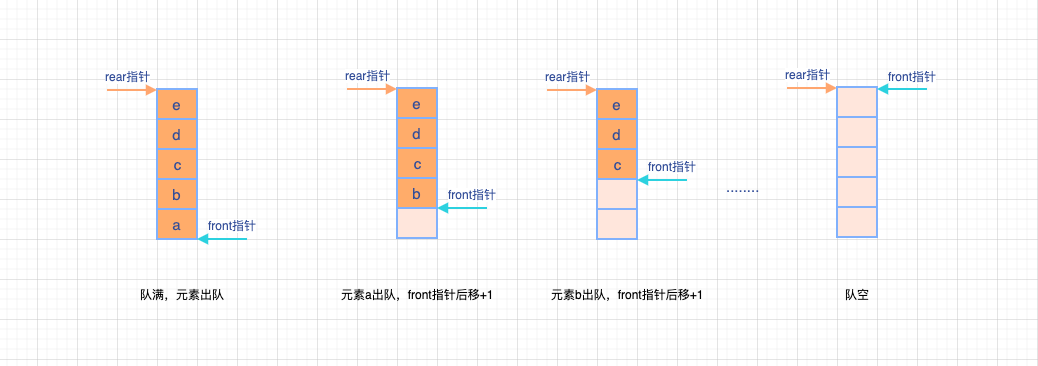 rear指针
e
d
c
b
a
front指针
队满，元素出队
rear指针
e
d
c
b
front指针
元素a出队，front指针后移+1
rear指针
e
d
c
front指针
元素b出队，front指针后移+1
........
rear指针
front指针
队空